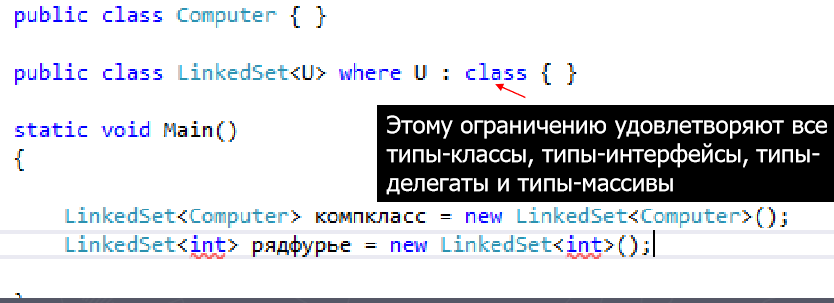 public class Computer { }
public class LinkedSet<U> where U : class { }
Этому ограничению удовлетворяют все
типы-классы, типы-интерфейсы, типы-
делегаты и типы-массивы
static void Main()
{
LinkedSet<Computer> компкласс = new LinkedSet<Computer>();
LinkedSet<int> рядфурье = new LinkedSet<int>();